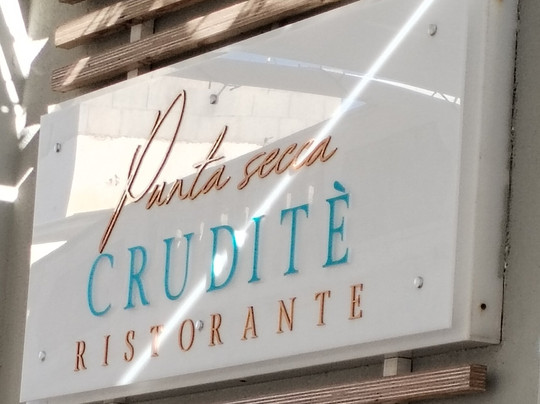 Punta secca
CRUDITÈ
RISTORANTE